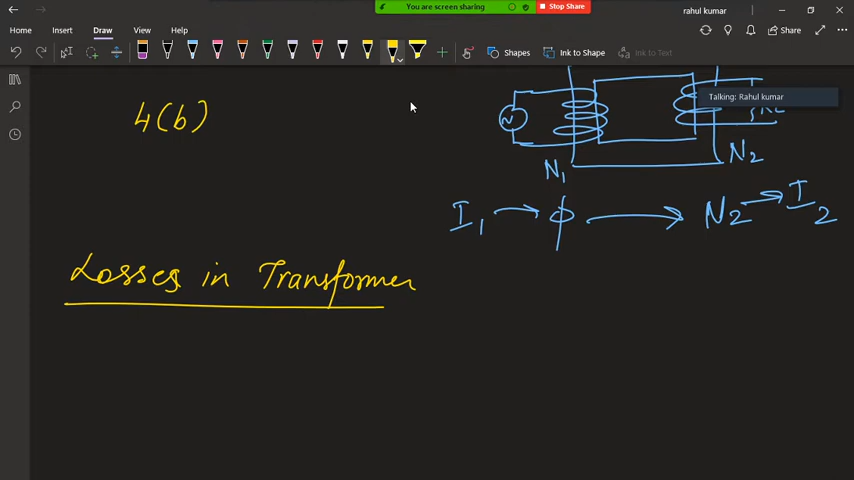 You are screen sharing
Stop Share
rahul kumar
Home
Insert
Draw
View
Help
Share
Shapes
Ink to Shape
Ink to Text
Talking: Rahul kumar
4(b)
N1
N2
I1 → ϕ → N2 → I2
Losses in Transformer